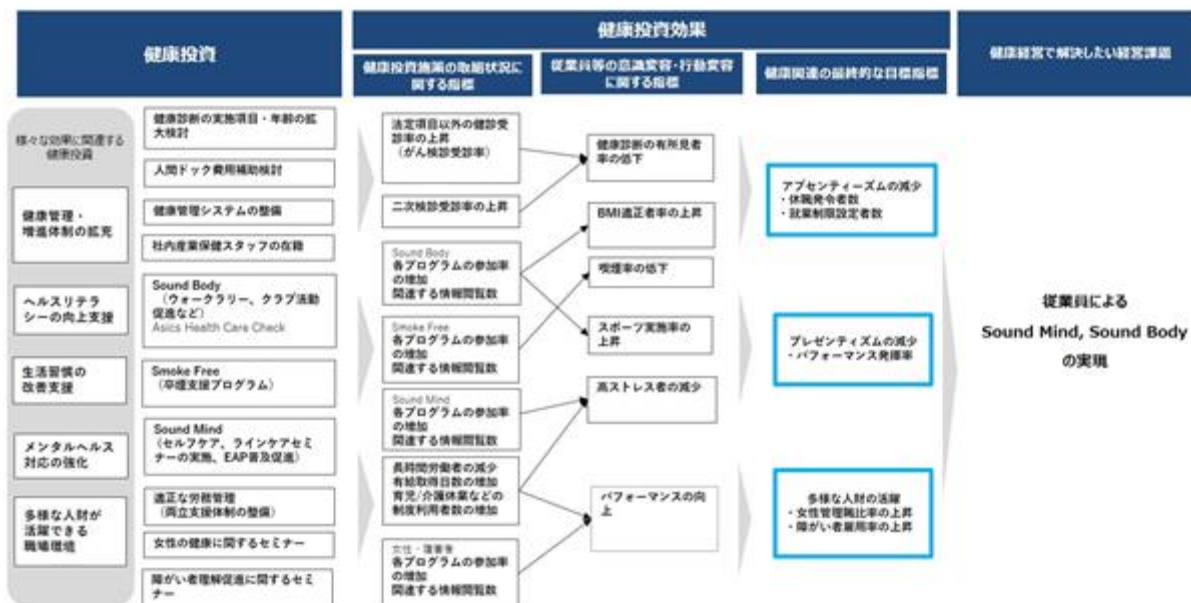 健康投資
健康投資効果
健康経営で解決したい経営課題
健康投資施策の取組状況に
関する指標
従業員等の意識変容・行動変容
に関する指標
健康関連の最終的な目標指標
様々な効果に関連する
健康投資
健康管理・
増進体制の拡充
ヘルスリテラ
シーの向上支援
生活習慣の
改善支援
メンタルヘルス
対応の強化
多様な人財が
活躍できる
職場環境
健康診断の実施項目・年齢の拡
大検討
人間ドック費用補助検討
健康管理システムの整備
社内産業保健スタッフの在籍
Sound Body
(ウォークラリー、クラブ活動
促進など)
Asics Health Care Check
Smoke Free
(卒煙支援プログラム)
Sound Mind
(セルフケア、ラインケアセミ
ナーの実施、EAP普及促進)
適正な労務管理
(両立支援体制の整備)
女性の健康に関するセミナー
障がい者理解促進に関するセミ
ナー
法定項目以外の健診受
診率の上昇
(がん検診受診率)
二次検診受診率の上昇
Sound Body
各プログラムの参加率
の増加
関連する情報閲覧数
Smoke Free
各プログラムの参加率
の増加
関連する情報閲覧数
Sound Mind
各プログラムの参加率
の増加
関連する情報閲覧数
長時間労働者の減少
有給取得日数の増加
育児/介護休業などの
制度利用者数の増加
女性・
各プログラムの参加率
の増加
関連する情報閲覧数
健康診断の有所見者
率の低下
BMI適正者率の上昇
喫煙率の低下
スポーツ実施率の
上昇
高ストレス者の減少
パフォーマンスの向
上
アブセンティーズムの減少
・休職発令者数
・就業制限設定者数
プレゼンティズムの減少
・パフォーマンス発揮率
多様な人財の活躍
・女性管理職比率の上昇
・障がい者雇用率の上昇
従業員による
Sound Mind, Sound Body
の実現